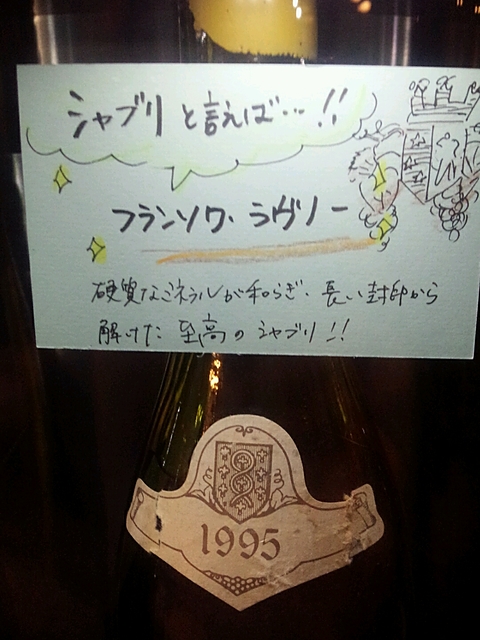 シャブリと言えば…!!
フランソワ・ラヴノー
硬質なミネラルが和らぎ、長い封印から
解けた至高のシャブリ!!
1995